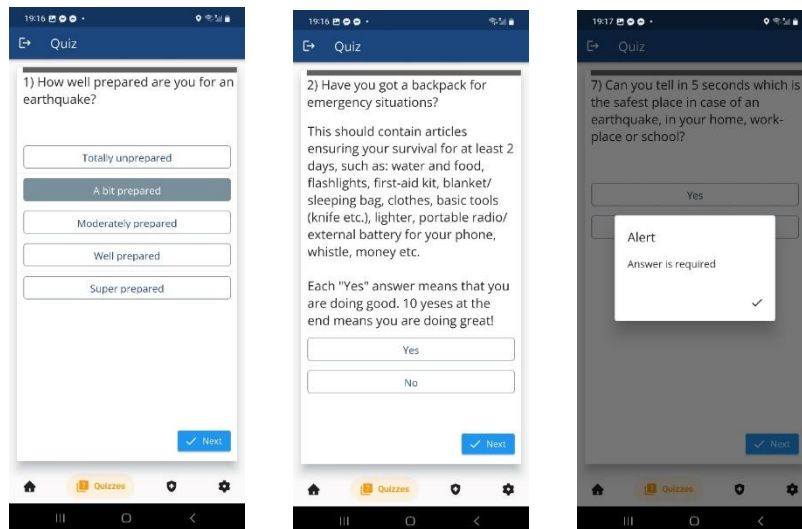 19:16
Quiz
1) How well prepared are you for an
earthquake?
Totally unprepared
A bit prepared
Moderately prepared
Well prepared
Super prepared
Next
Quizzes
19:16
Quiz
2) Have you got a backpack for
emergency situations?
This should contain articles
ensuring your survival for at least 2
days, such as: water and food,
flashlights, first-aid kit, blanket/
sleeping bag, clothes, basic tools
(knife etc.), lighter, portable radio/
external battery for your phone,
whistle, money etc.
Each "Yes" answer means that you
are doing good. 10 yeses at the
end means you are doing great!
Yes
No
Next
Quizzes
19:17
Quiz
7) Can you tell in 5 seconds which is
the safest place in case of an
earthquake, in your home, work-
place or school?
Yes
Alert
Answer is required
Next
Quizzes